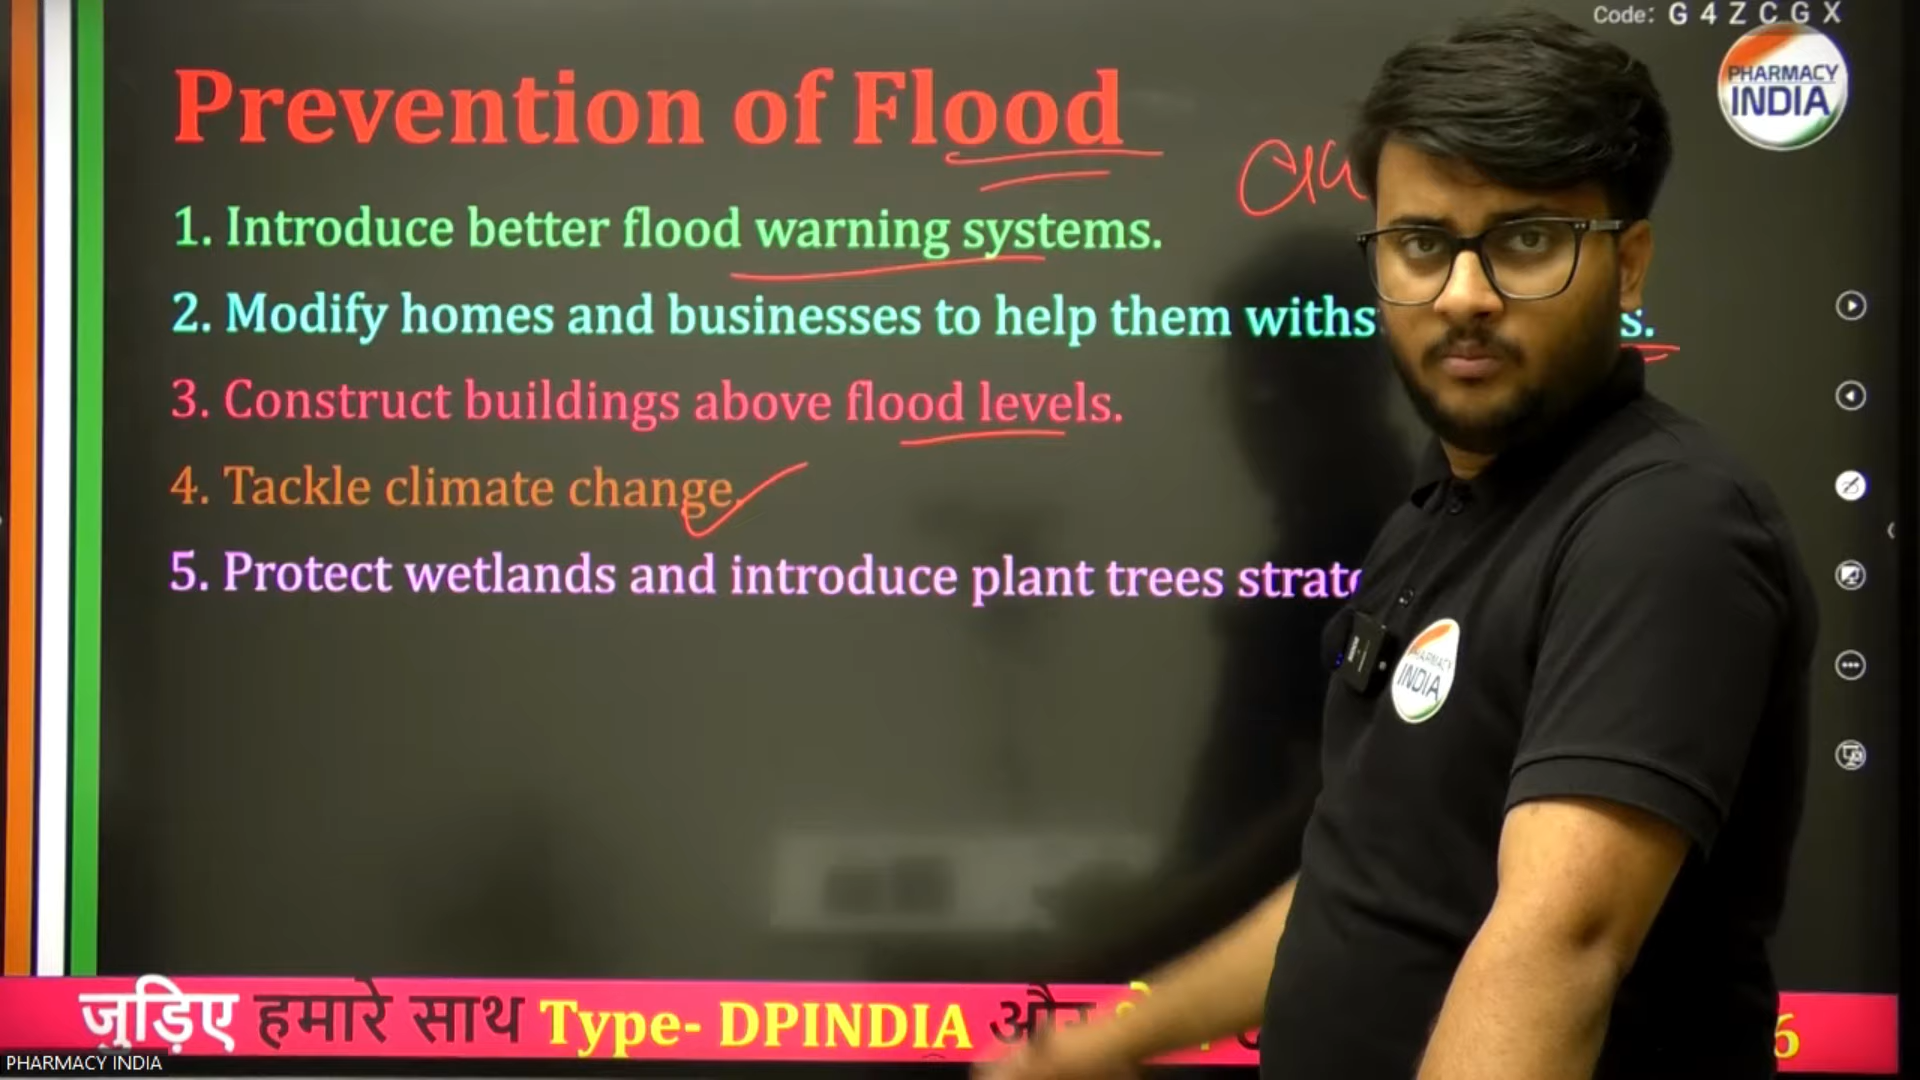 Code: G 4 Z C G X
PHARMACY
INDIA
Prevention of Flood
1. Introduce better flood warning systems.
2. Modify homes and businesses to help them
3. Construct buildings above flood levels.
4. Tackle climate change.
5. Protect wetlands and introduce plant trees
PHARMACY
INDIA
जुड़िए हमारे साथ Type- DPINDIA और
PHARMACY INDIA